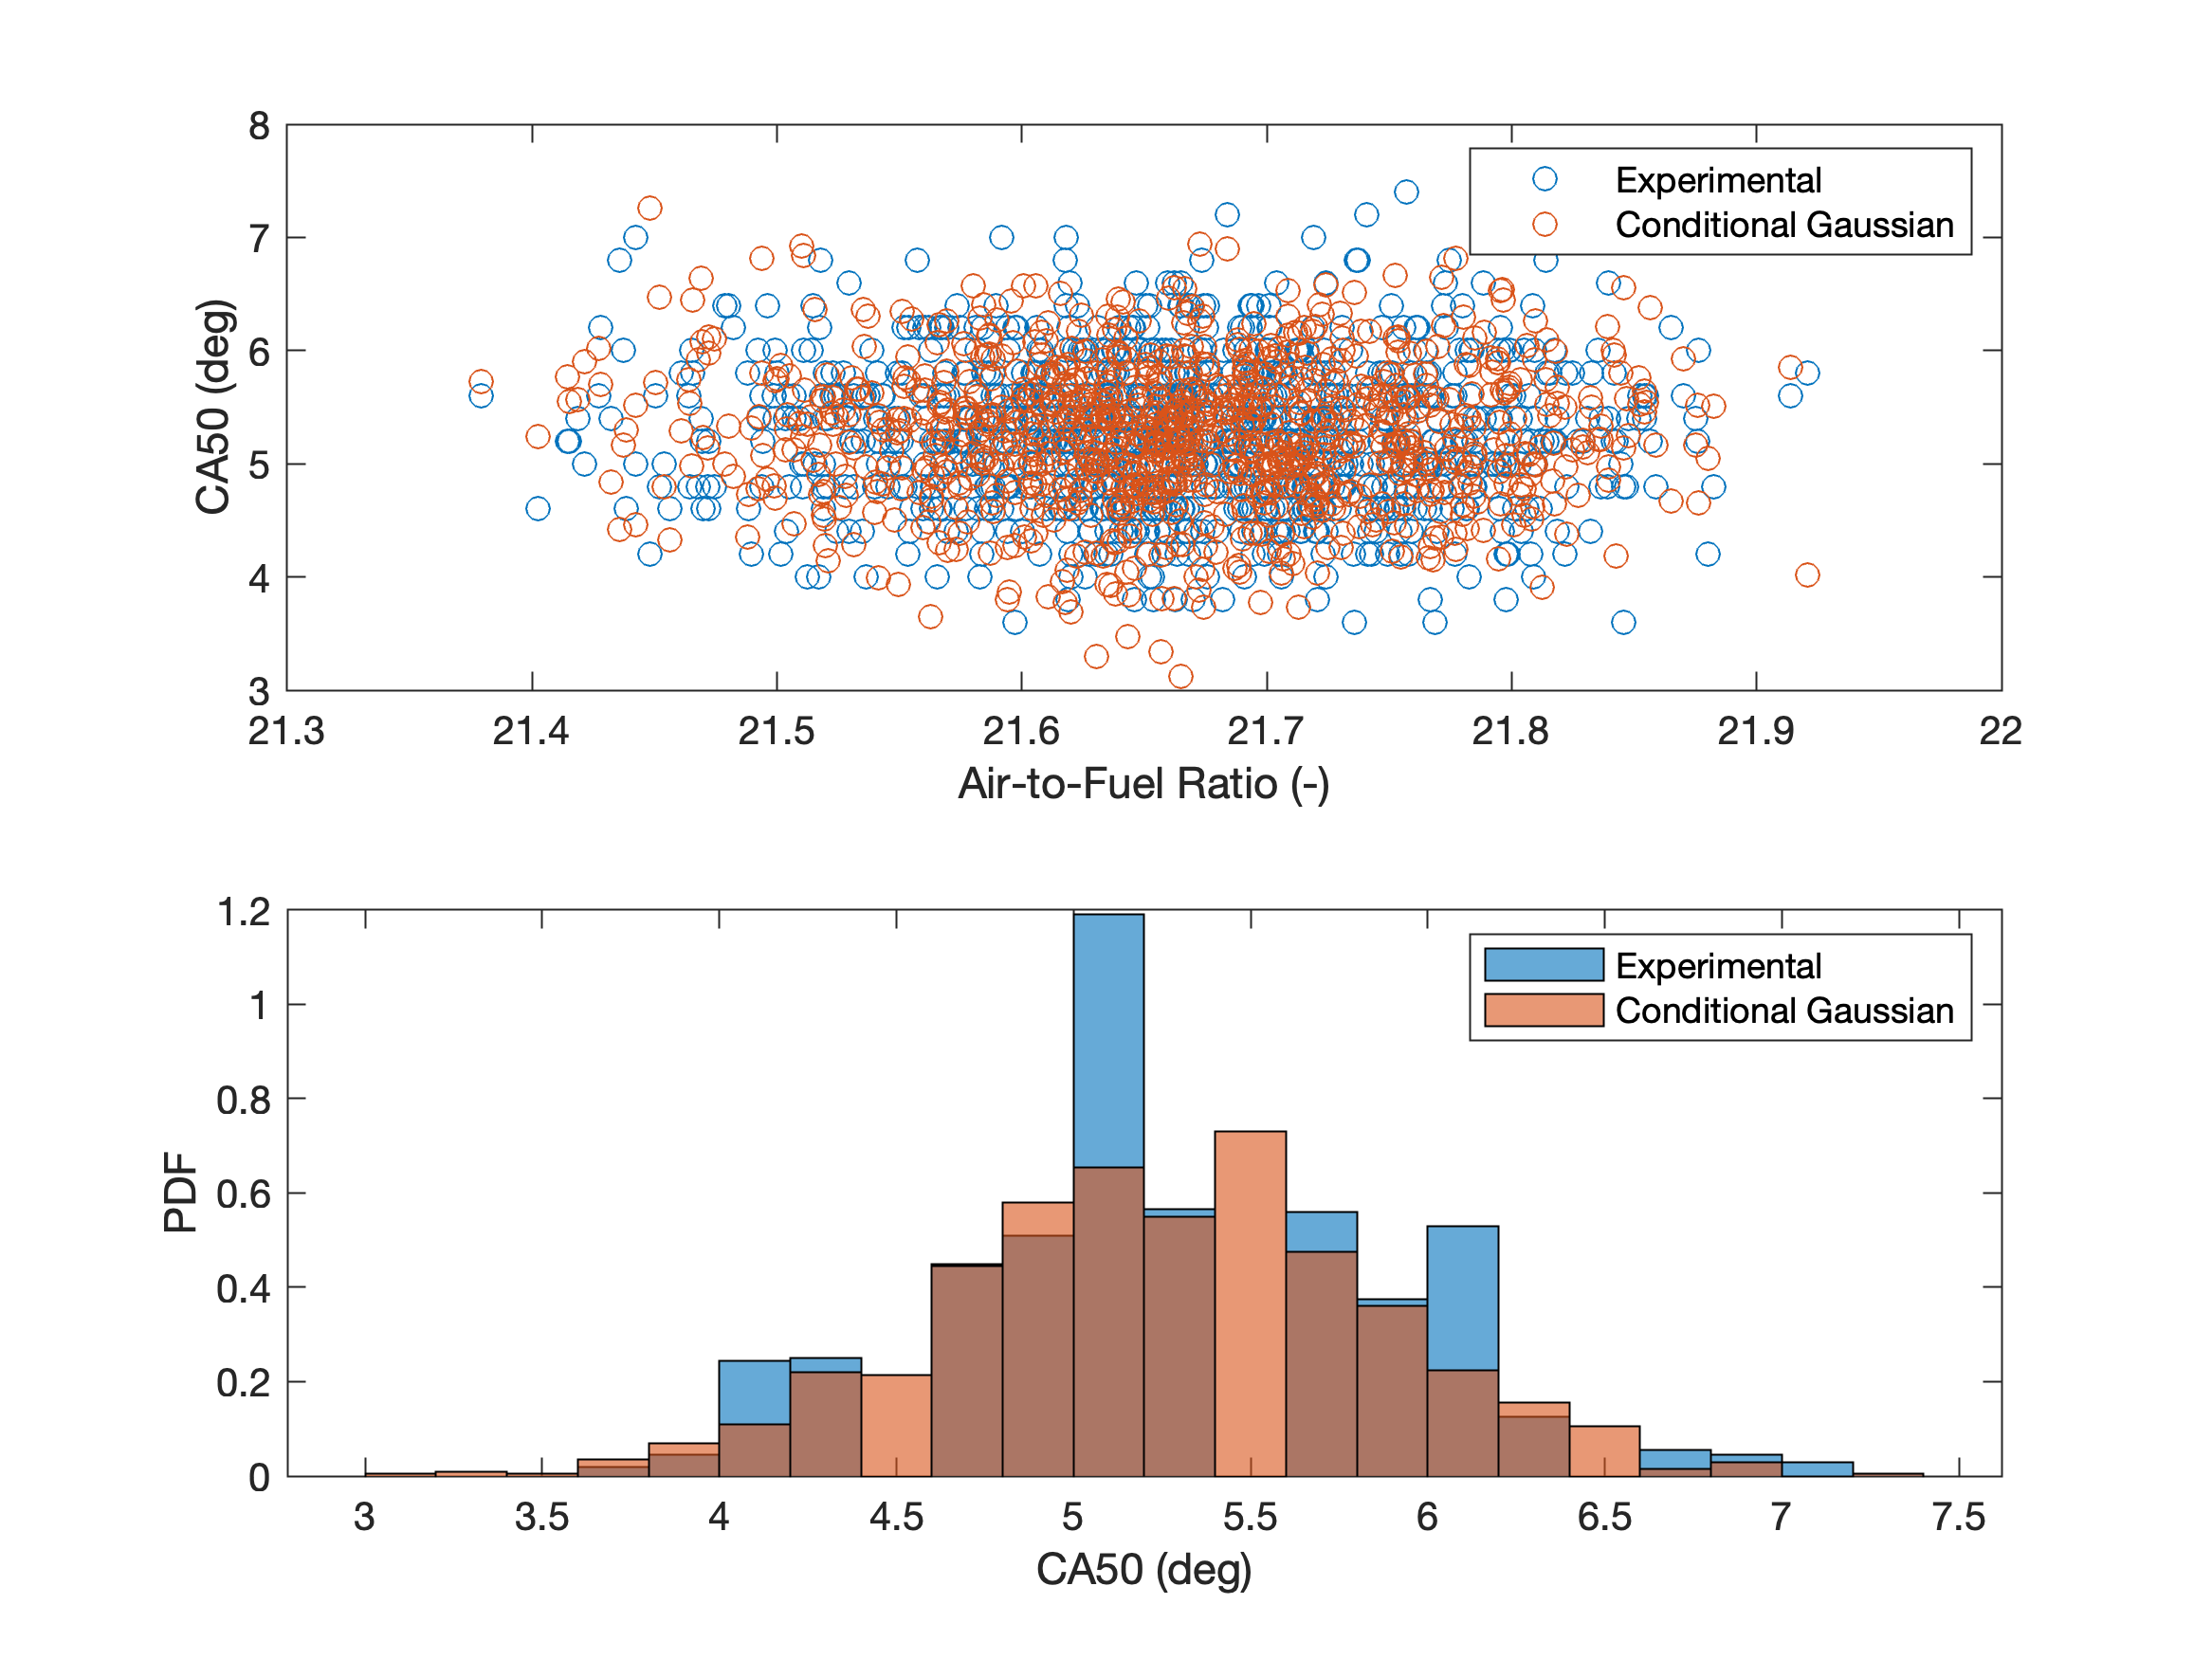 8
7
6
5
4
3
CA50 (deg)
21.3 21.4 21.5 21.6 21.7 21.8 21.9 22
Air-to-Fuel Ratio (-)
Experimental
Conditional Gaussian
1.2
1
0.8
0.6
0.4
0.2
0
PDF
3 3.5 4 4.5 5 5.5 6 6.5 7 7.5
CA50 (deg)
Experimental
Conditional Gaussian